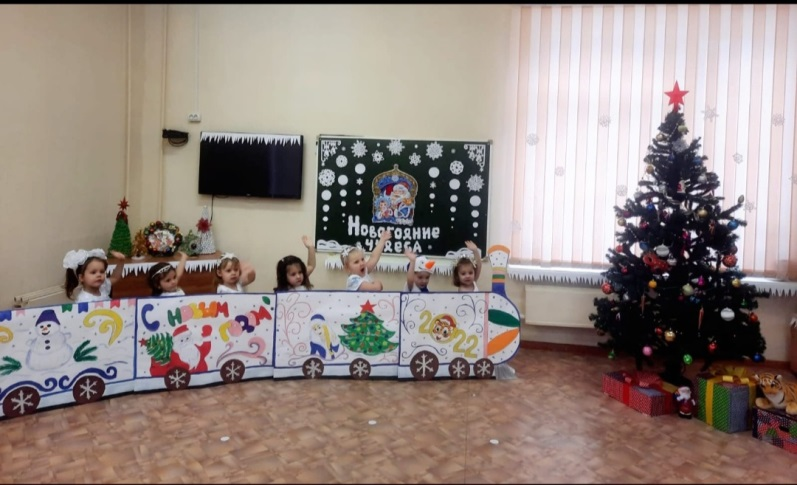 Новогодние
чудеса
С НОВЫМ
ГОДОМ
2022